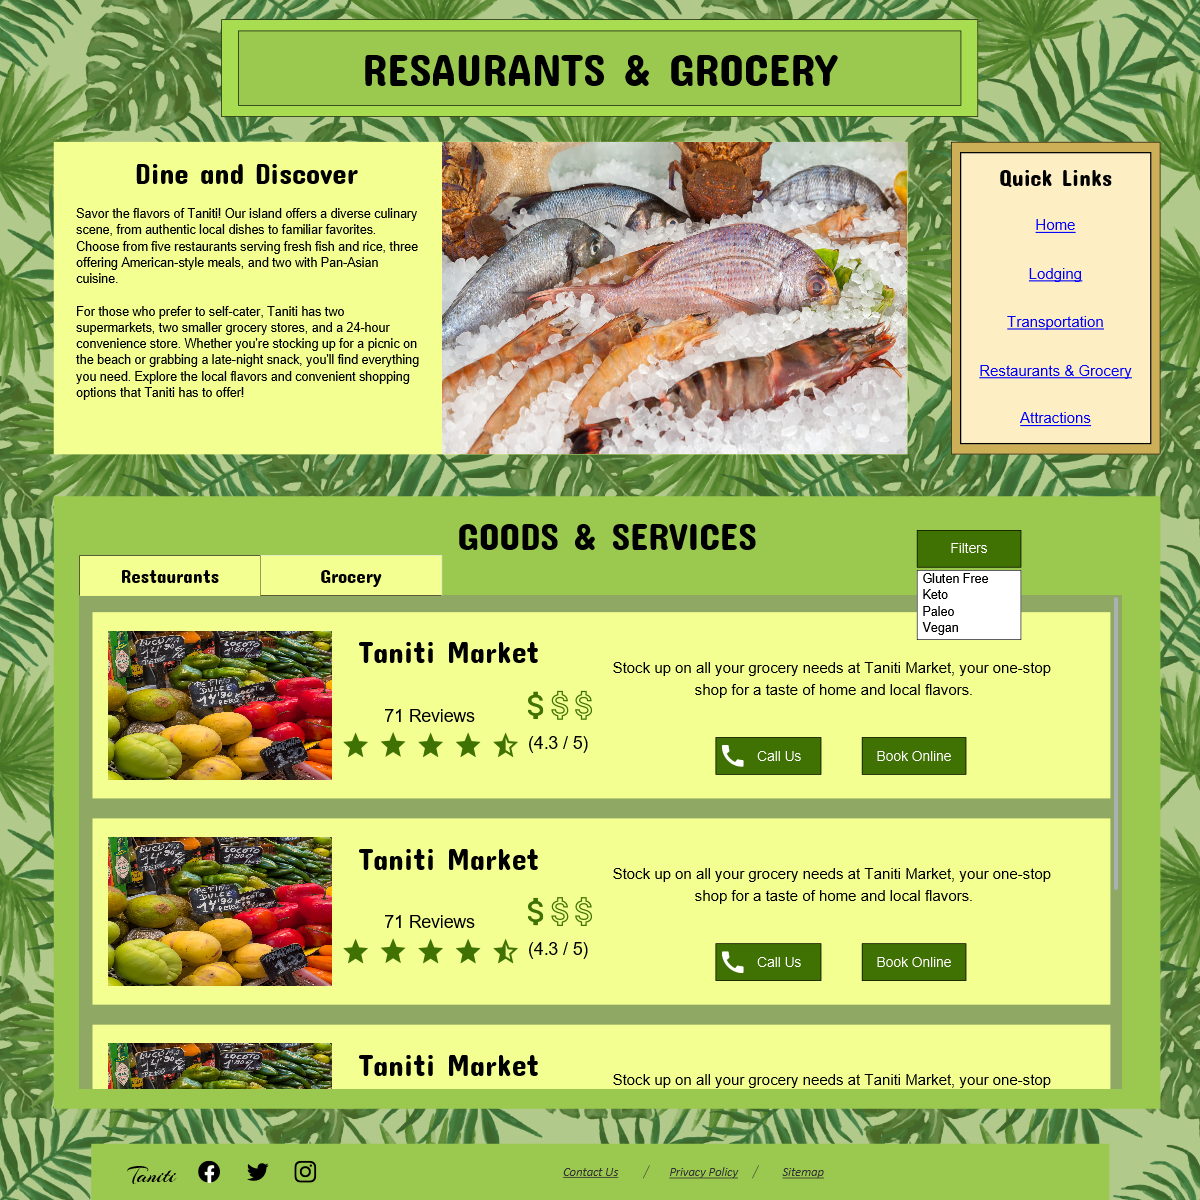 RESAURANTS & GROCERY
Dine and Discover
Savor the flavors of Taniti! Our island offers a diverse culinary
scene, from authentic local dishes to familiar favorites.
Choose from five restaurants serving fresh fish and rice, three
offering American-style meals, and two with Pan-Asian
cuisine.
For those who prefer to self-cater, Taniti has two
supermarkets, two smaller grocery stores, and a 24-hour
convenience store. Whether you're stocking up for a picnic on
the beach or grabbing a late-night snack, you'll find everything
you need. Explore the local flavors and convenient shopping
options that Taniti has to offer!
Quick Links
Home
Lodging
Transportation
Restaurants & Grocery
Attractions
GOODS & SERVICES
Filters
Gluten Free
Keto
Paleo
Vegan
Restaurants
Grocery
Taniti Market
71 Reviews
$$$
(4.3 / 5)
Stock up on all your grocery needs at Taniti Market, your one-stop
shop for a taste of home and local flavors.
Call Us
Book Online
Taniti Market
71 Reviews
$$$
(4.3 / 5)
Stock up on all your grocery needs at Taniti Market, your one-stop
shop for a taste of home and local flavors.
Call Us
Book Online
Taniti Market
Stock up on all your grocery needs at Taniti Market, your one-stop
Taniti
Contact Us / Privacy Policy / Sitemap